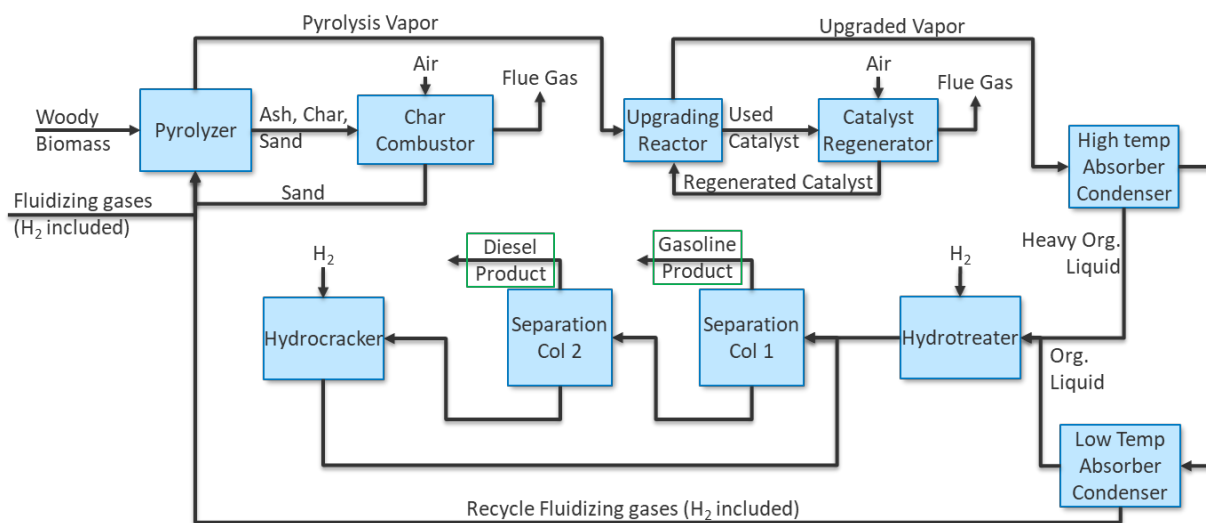 Pyrolysis Vapor
Upgraded Vapor
Air
Flue Gas
Air
Flue Gas
Woody
Biomass
Pyrolyzer
Ash, Char,
Sand
Char
Combustor
Upgrading
Reactor
Used
Catalyst
Catalyst
Regenerator
High temp
Absorber
Condenser
Fluidizing gases
(H₂ included)
Sand
Regenerated Catalyst
Heavy Org.
Liquid
H₂
Diesel
Product
Gasoline
Product
H₂
Hydrocracker
Separation
Col 2
Separation
Col 1
Hydrotreater
Org.
Liquid
Low Temp
Absorber
Condenser
Recycle Fluidizing gases (H₂ included)